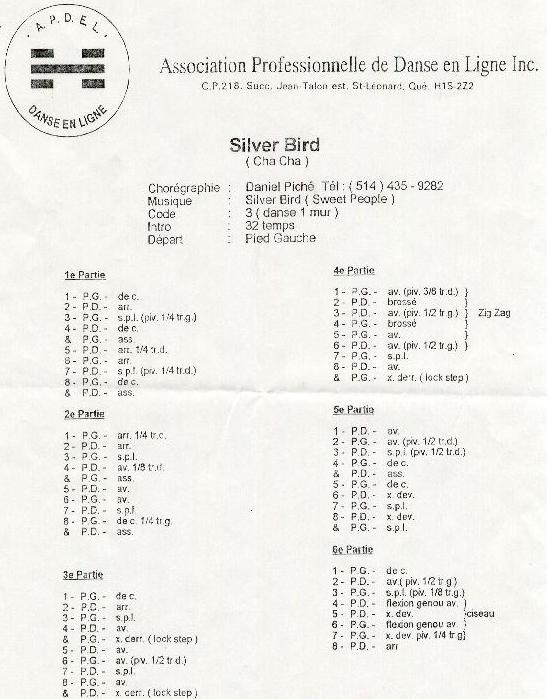 A.P.D.E.L.
DANSE EN LIGNE
Association Professionnelle de Danse en Ligne Inc.
C.P.218, Succ. Jean-Talon est, St-Léonard, Qué. H1S-2Z2
Silver Bird
( Cha Cha )
Chorégraphie : Daniel Piché Tél : ( 514 ) 435 - 9282
Musique : Silver Bird ( Sweet People )
Code : 3 ( danse 1 mur )
Intro : 32 temps
Départ : Pied Gauche
1e Partie
1 - P.G. - de c.
2 - P.D. - arr.
3 - P.G. - s.p.l. (piv. 1/4 tr.g.)
4 - P.D. - de c.
& P.G. - ass.
5 - P.D. - arr. 1/4 tr.d.
6 - P.G. - arr.
7 - P.D. - s.p.l. (piv. 1/4 tr.d.)
8 - P.G. - de c.
& P.D. - ass.
2e Partie
1 - P.G. - arr. 1/4 tr.d.
2 - P.D. - arr.
3 - P.G. - s.p.l.
4 - P.D. - av. 1/8 tr.d.
& P.G. - ass.
5 - P.D. - av.
6 - P.G. - av.
7 - P.D. - s.p.l.
8 - P.G. - de c. 1/4 tr.g.
& P.D. - ass.
3e Partie
1 - P.G. - de c.
2 - P.D. - arr.
3 - P.G. - s.p.l.
4 - P.D. - av.
& P.G. - x. derr. ( lock step )
5 - P.D. - av.
6 - P.G. - av. (piv. 1/2 tr.d.)
7 - P.D. - s.p.l.
8 - P.G. - av.
& P.D. - x. derr. ( lock step )
4e Partie
1 - P.G. - av. (piv. 3/8 tr.d.) }
2 - P.D. - brossé }
3 - P.D. - av. (piv. 1/2 tr.g.) } Zig Zag
4 - P.G. - brossé }
5 - P.G. - av. }
6 - P.D. - av. (piv. 1/2 tr.g.) }
7 - P.G. - s.p.l.
8 - P.D. - av.
& P.G. - x. derr. ( lock step )
5e Partie
1 - P.D. - av.
2 - P.G. - av. (piv. 1/2 tr.d.)
3 - P.D. - s.p.l. (piv. 1/2 tr.d.)
4 - P.G. - de c.
& P.D. - ass.
5 - P.G. - de c.
6 - P.D. - x. dev.
7 - P.G. - s.p.l.
8 - P.D. - x. dev.
& P.G. - s.p.l.
6e Partie
1 - P.G. - de c.
2 - P.D. - av.( piv. 1/2 tr.g )
3 - P.G. - s.p.l. (piv. 1/8 tr.g.)
4 - P.D. - flexion genou av. }
5 - P.D. - x. dev. }ciseau
6 - P.G. - flexion genou av. }
7 - P.G. - x. dev. piv. 1/4 tr.g}
8 - P.D. - arr